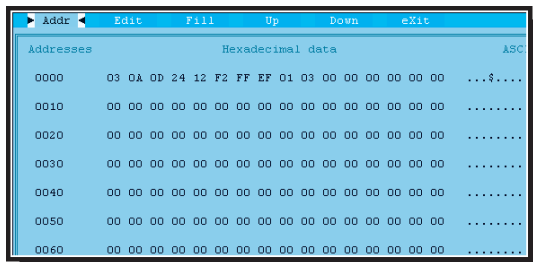 ► Addr ◄ Edit Fill Up Down eXit
Addresses Hexadecimal data ASC
0000 03 0A 0D 24 12 F2 FF EF 01 03 00 00 00 00 00 00 ...$....
0010 00 00 00 00 00 00 00 00 00 00 00 00 00 00 00 00 ........
0020 00 00 00 00 00 00 00 00 00 00 00 00 00 00 00 00 ........
0030 00 00 00 00 00 00 00 00 00 00 00 00 00 00 00 00 ........
0040 00 00 00 00 00 00 00 00 00 00 00 00 00 00 00 00 ........
0050 00 00 00 00 00 00 00 00 00 00 00 00 00 00 00 00 ........
0060 00 00 00 00 00 00 00 00 00 00 00 00 00 00 00 00 ........